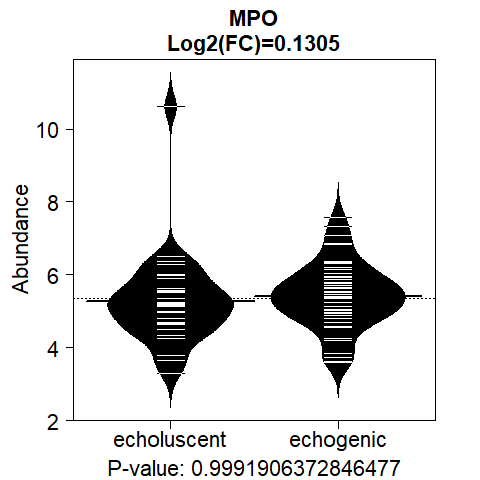 MPO
Log2(FC)=0.1305
Abundance
10
8
6
4
2
echoluscent echogenic
P-value: 0.9991906372846477